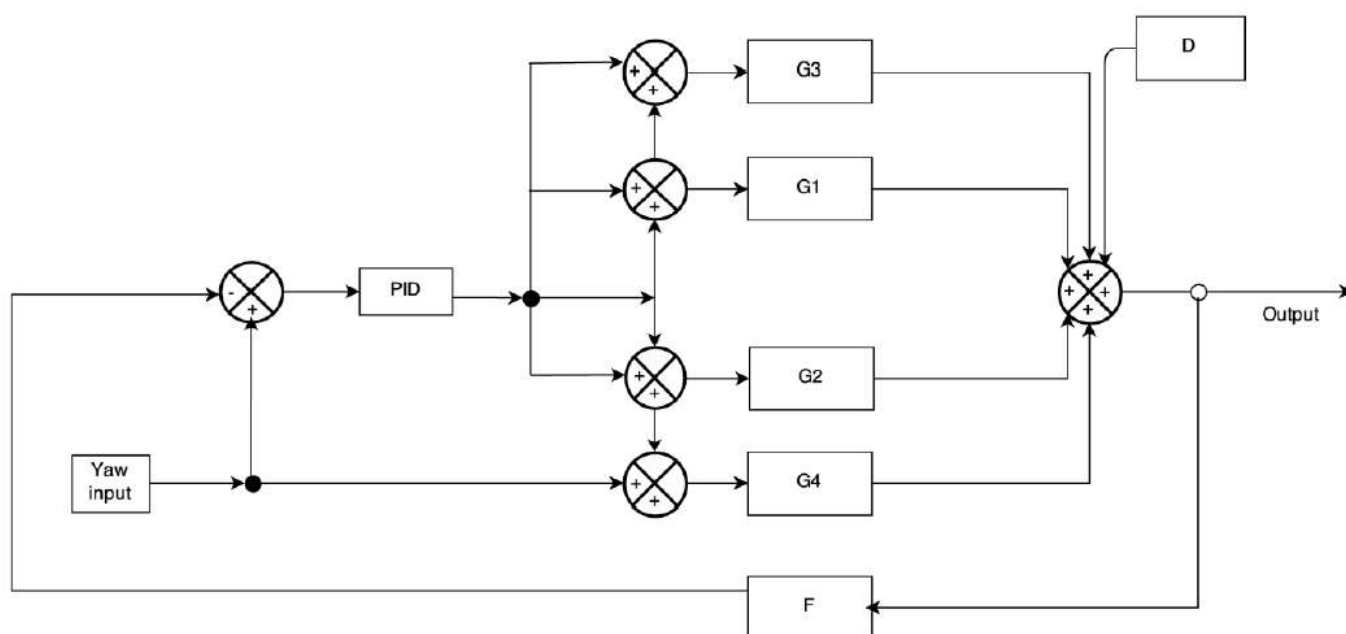 D
G3
+
+
G1
+
+
PID
-
+
+
+
+
+
+
Output
G2
+
+
Yaw
input
G4
+
+
F